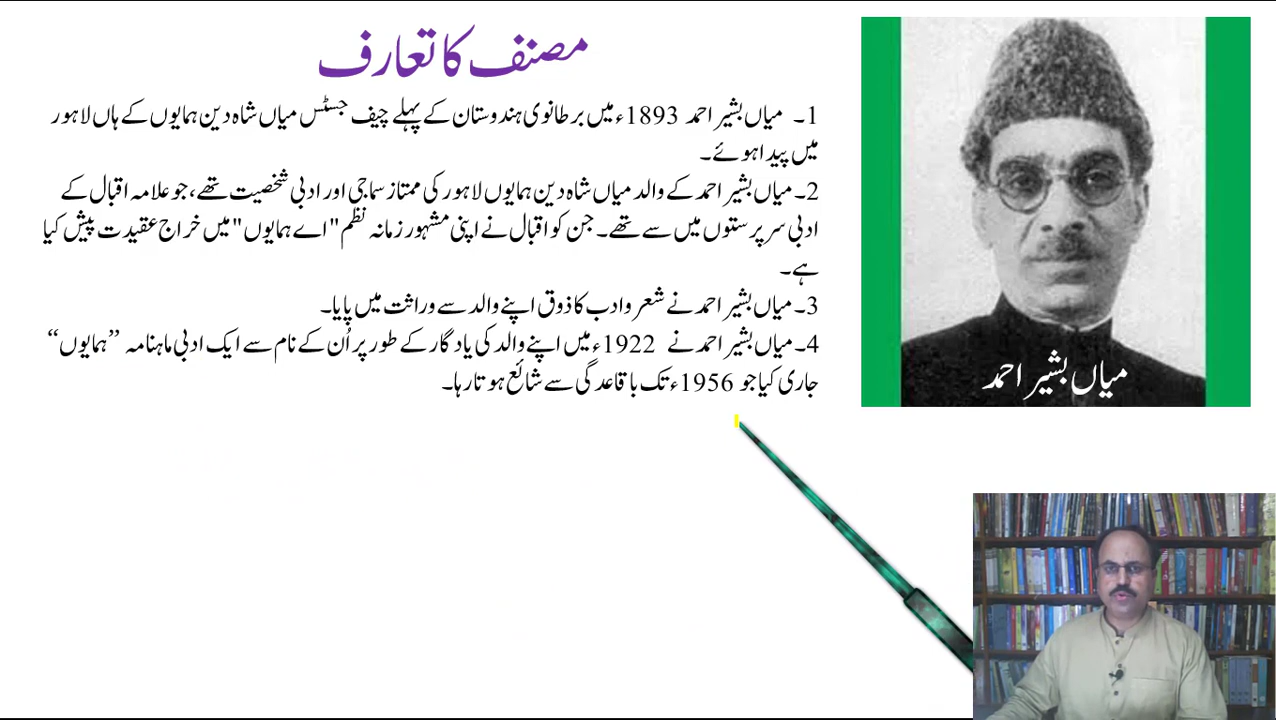 مصنف کا تعارف
1۔ میاں بشیر احمد 1893ء میں برطانوی ہندوستان کے پہلے چیف جسٹس میاں شاہ دین ہمایوں کے ہاں لاہور
میں پیدا ہوئے۔
2۔ میاں بشیر احمد کے والد میاں شاہ دین ہمایوں لاہور کی ممتاز سماجی اور ادبی شخصیت تھے، جو علامہ اقبال کے
ادبی سرپرستوں میں سے تھے۔ جن کو اقبال نے اپنی مشہور زمانہ نظم "اے ہمایوں" میں خراج عقیدت پیش کیا
ہے۔
3۔ میاں بشیر احمد نے شعر و ادب کا ذوق اپنے والد سے وراثت میں پایا۔
4۔ میاں بشیر احمد نے 1922ء میں اپنے والد کی یادگار کے طور پر اُن کے نام سے ایک ادبی ماہنامہ ”ہمایوں“
جاری کیا جو 1956ء تک باقاعدگی سے شائع ہوتا رہا۔
میاں بشیر احمد